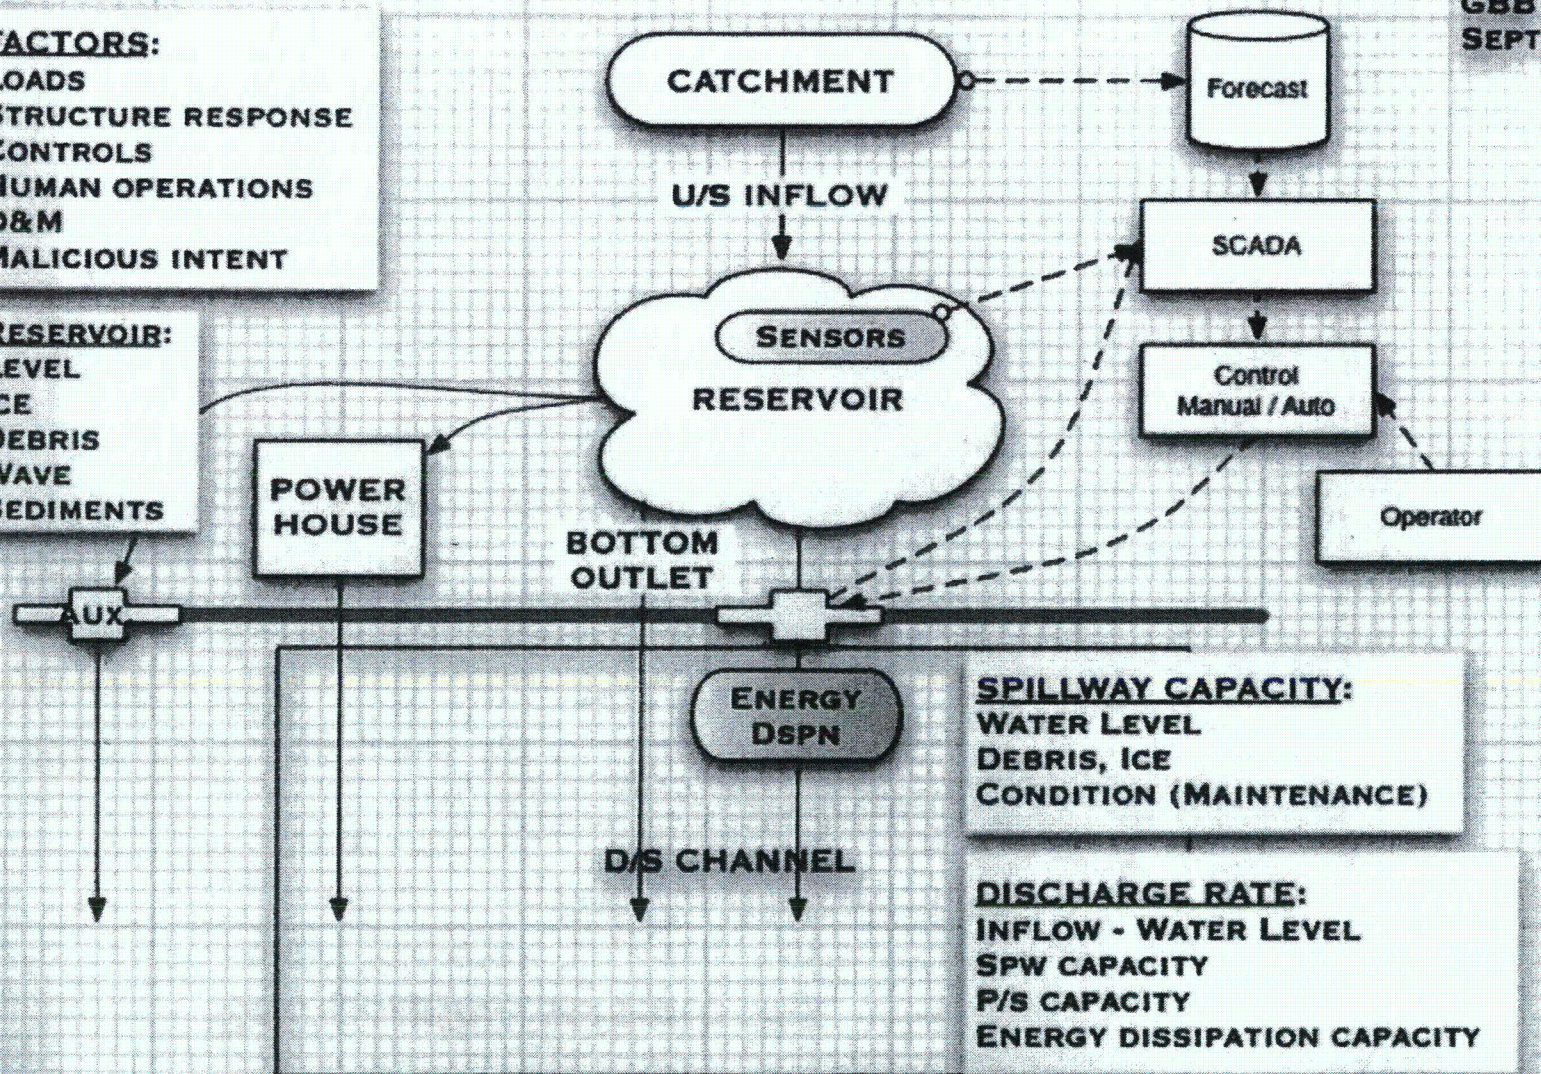 GBB
SEPT
FACTORS:
LOADS
STRUCTURE RESPONSE
CONTROLS
HUMAN OPERATIONS
O&M
MALICIOUS INTENT
CATCHMENT
Forecast
U/S INFLOW
SCADA
RESERVOIR:
LEVEL
ICE
DEBRIS
WAVE
SEDIMENTS
SENSORS
RESERVOIR
Control
Manual / Auto
Operator
POWER
HOUSE
BOTTOM
OUTLET
AUX.
ENERGY
DSPN
D/S CHANNEL
SPILLWAY CAPACITY:
WATER LEVEL
DEBRIS, ICE
CONDITION (MAINTENANCE)
DISCHARGE RATE:
INFLOW - WATER LEVEL
SPW CAPACITY
P/S CAPACITY
ENERGY DISSIPATION CAPACITY